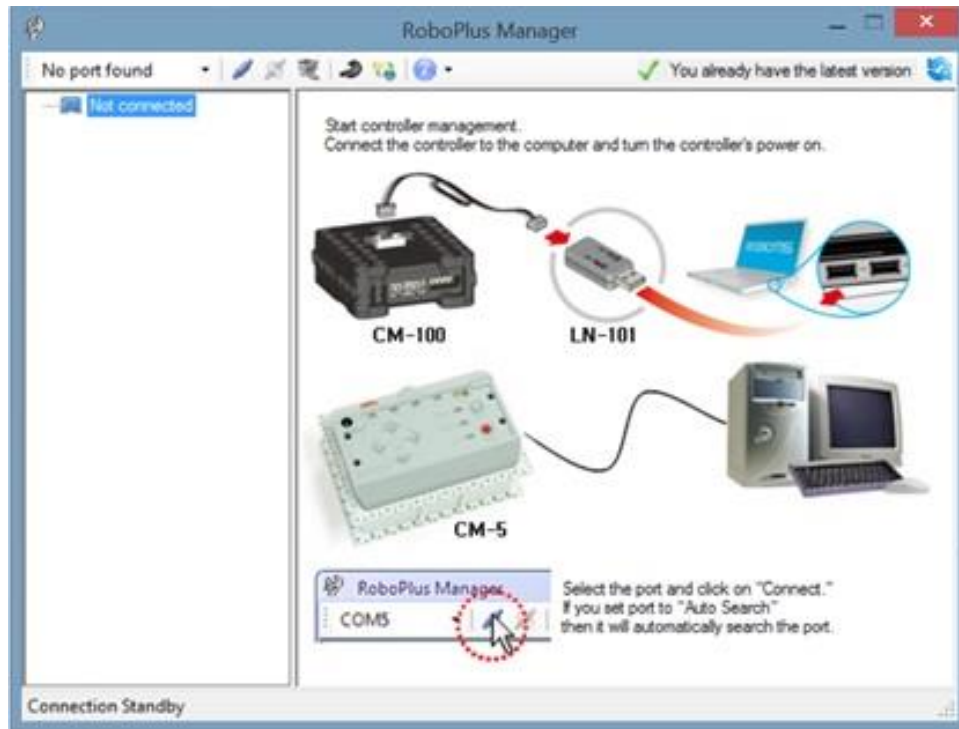 RoboPlus Manager
No port found
You already have the latest version
Not connected
Start controller management.
Connect the controller to the computer and turn the controller's power on.
ROBOTIS
CM-100
LN-101
CM-5
RoboPlus Manager
COM5
Select the port and click on "Connect."
If you set port to "Auto Search"
then it will automatically search the port.
Connection Standby